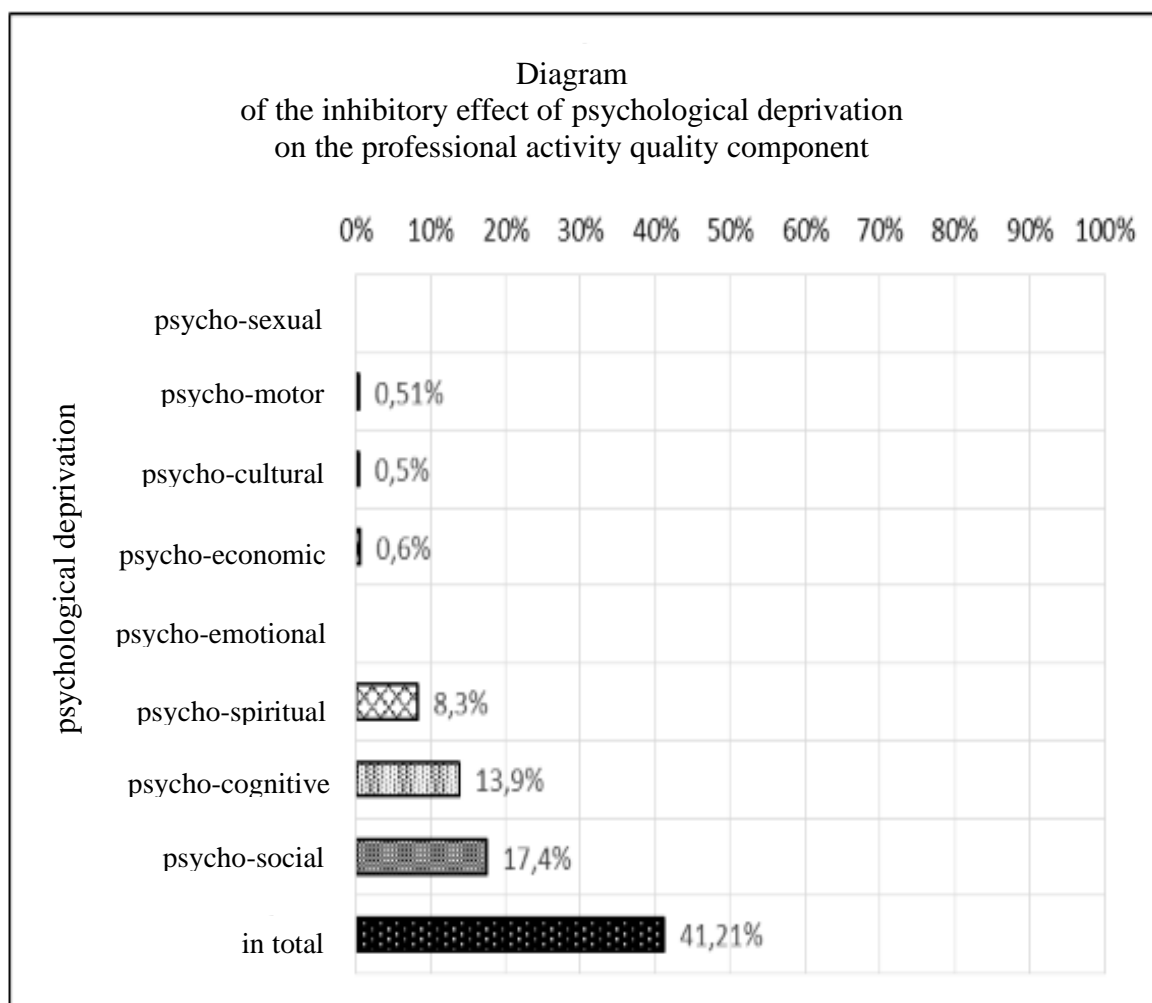 Diagram
of the inhibitory effect of psychological deprivation
on the professional activity quality component
0% 10% 20% 30% 40% 50% 60% 70% 80% 90% 100%
psychological deprivation
psycho-sexual
psycho-motor 0,51%
psycho-cultural 0,5%
psycho-economic 0,6%
psycho-emotional
psycho-spiritual 8,3%
psycho-cognitive 13,9%
psycho-social 17,4%
in total 41,21%